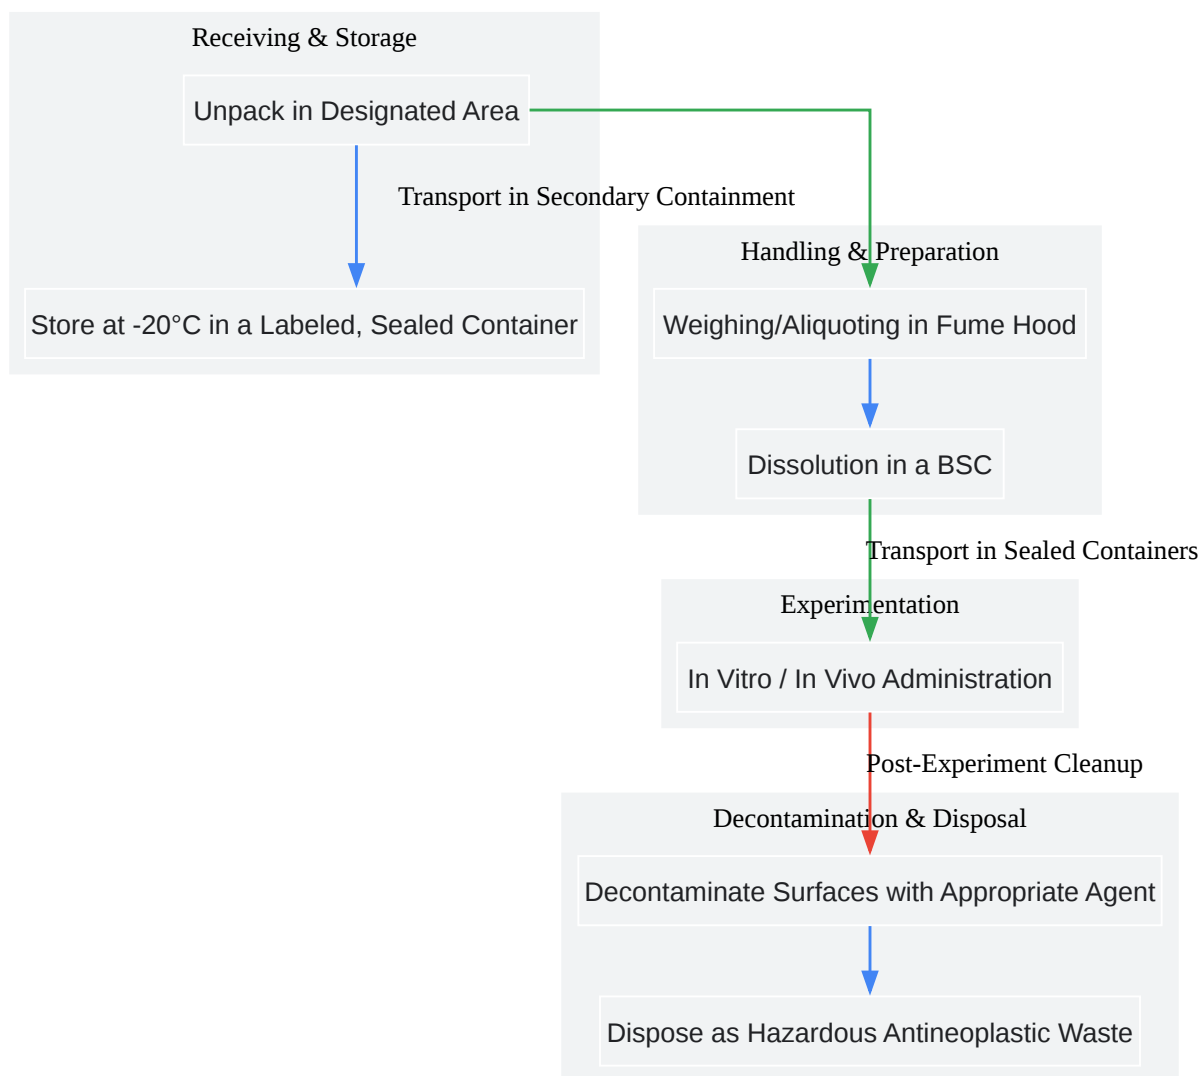 Receiving & Storage
Unpack in Designated Area
Transport in Secondary Containment
Store at -20°C in a Labeled, Sealed Container
Handling & Preparation
Weighing/Aliquoting in Fume Hood
Dissolution in a BSC
Transport in Sealed Containers
Experimentation
In Vitro / In Vivo Administration
Post-Experiment Cleanup
Decontamination & Disposal
Decontaminate Surfaces with Appropriate Agent
Dispose as Hazardous Antineoplastic Waste